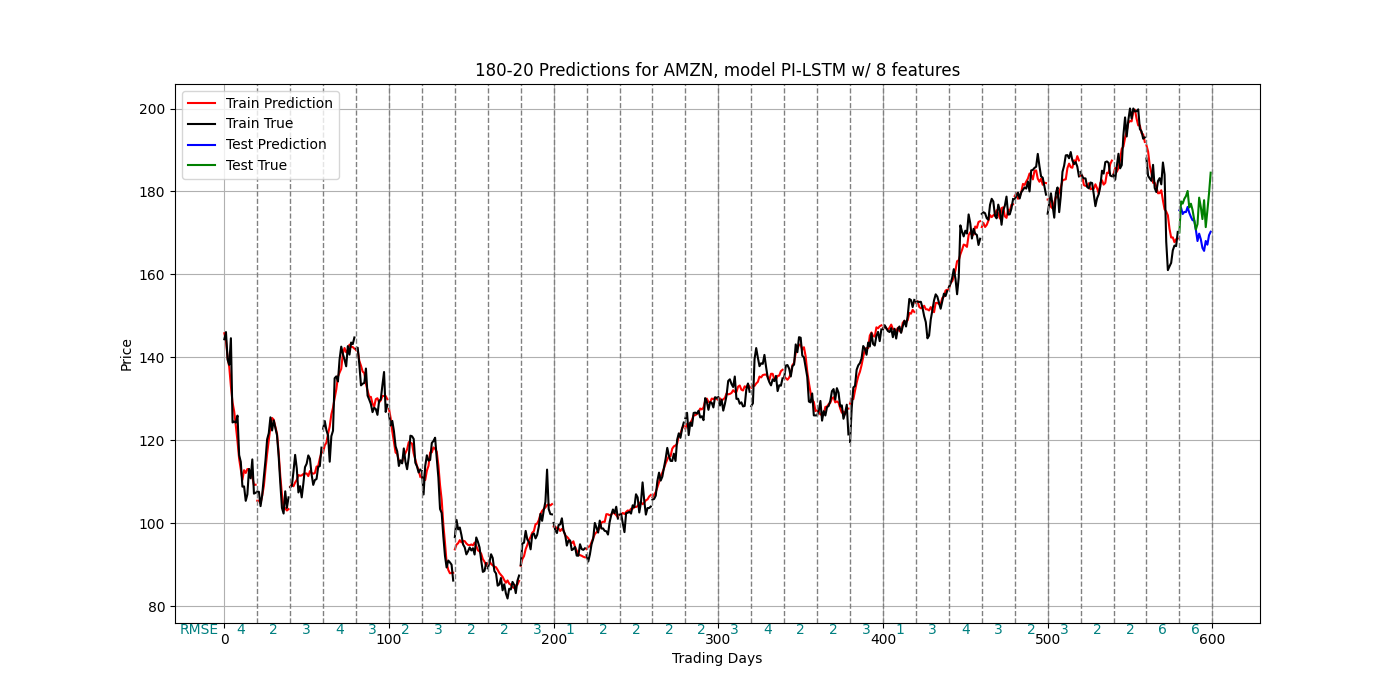 180-20 Predictions for AMZN, model PI-LSTM w/ 8 features
Train Prediction
Train True
Test Prediction
Test True
200
180
160
140
120
100
80
Price
RMSE 4 2 3 4 3 2 3 2 2 3 1 2 2 2 2 3 4 2 2 3 1 3 4 3 2 3 2 2 6 6
0 100 200 300 400 500 600
Trading Days